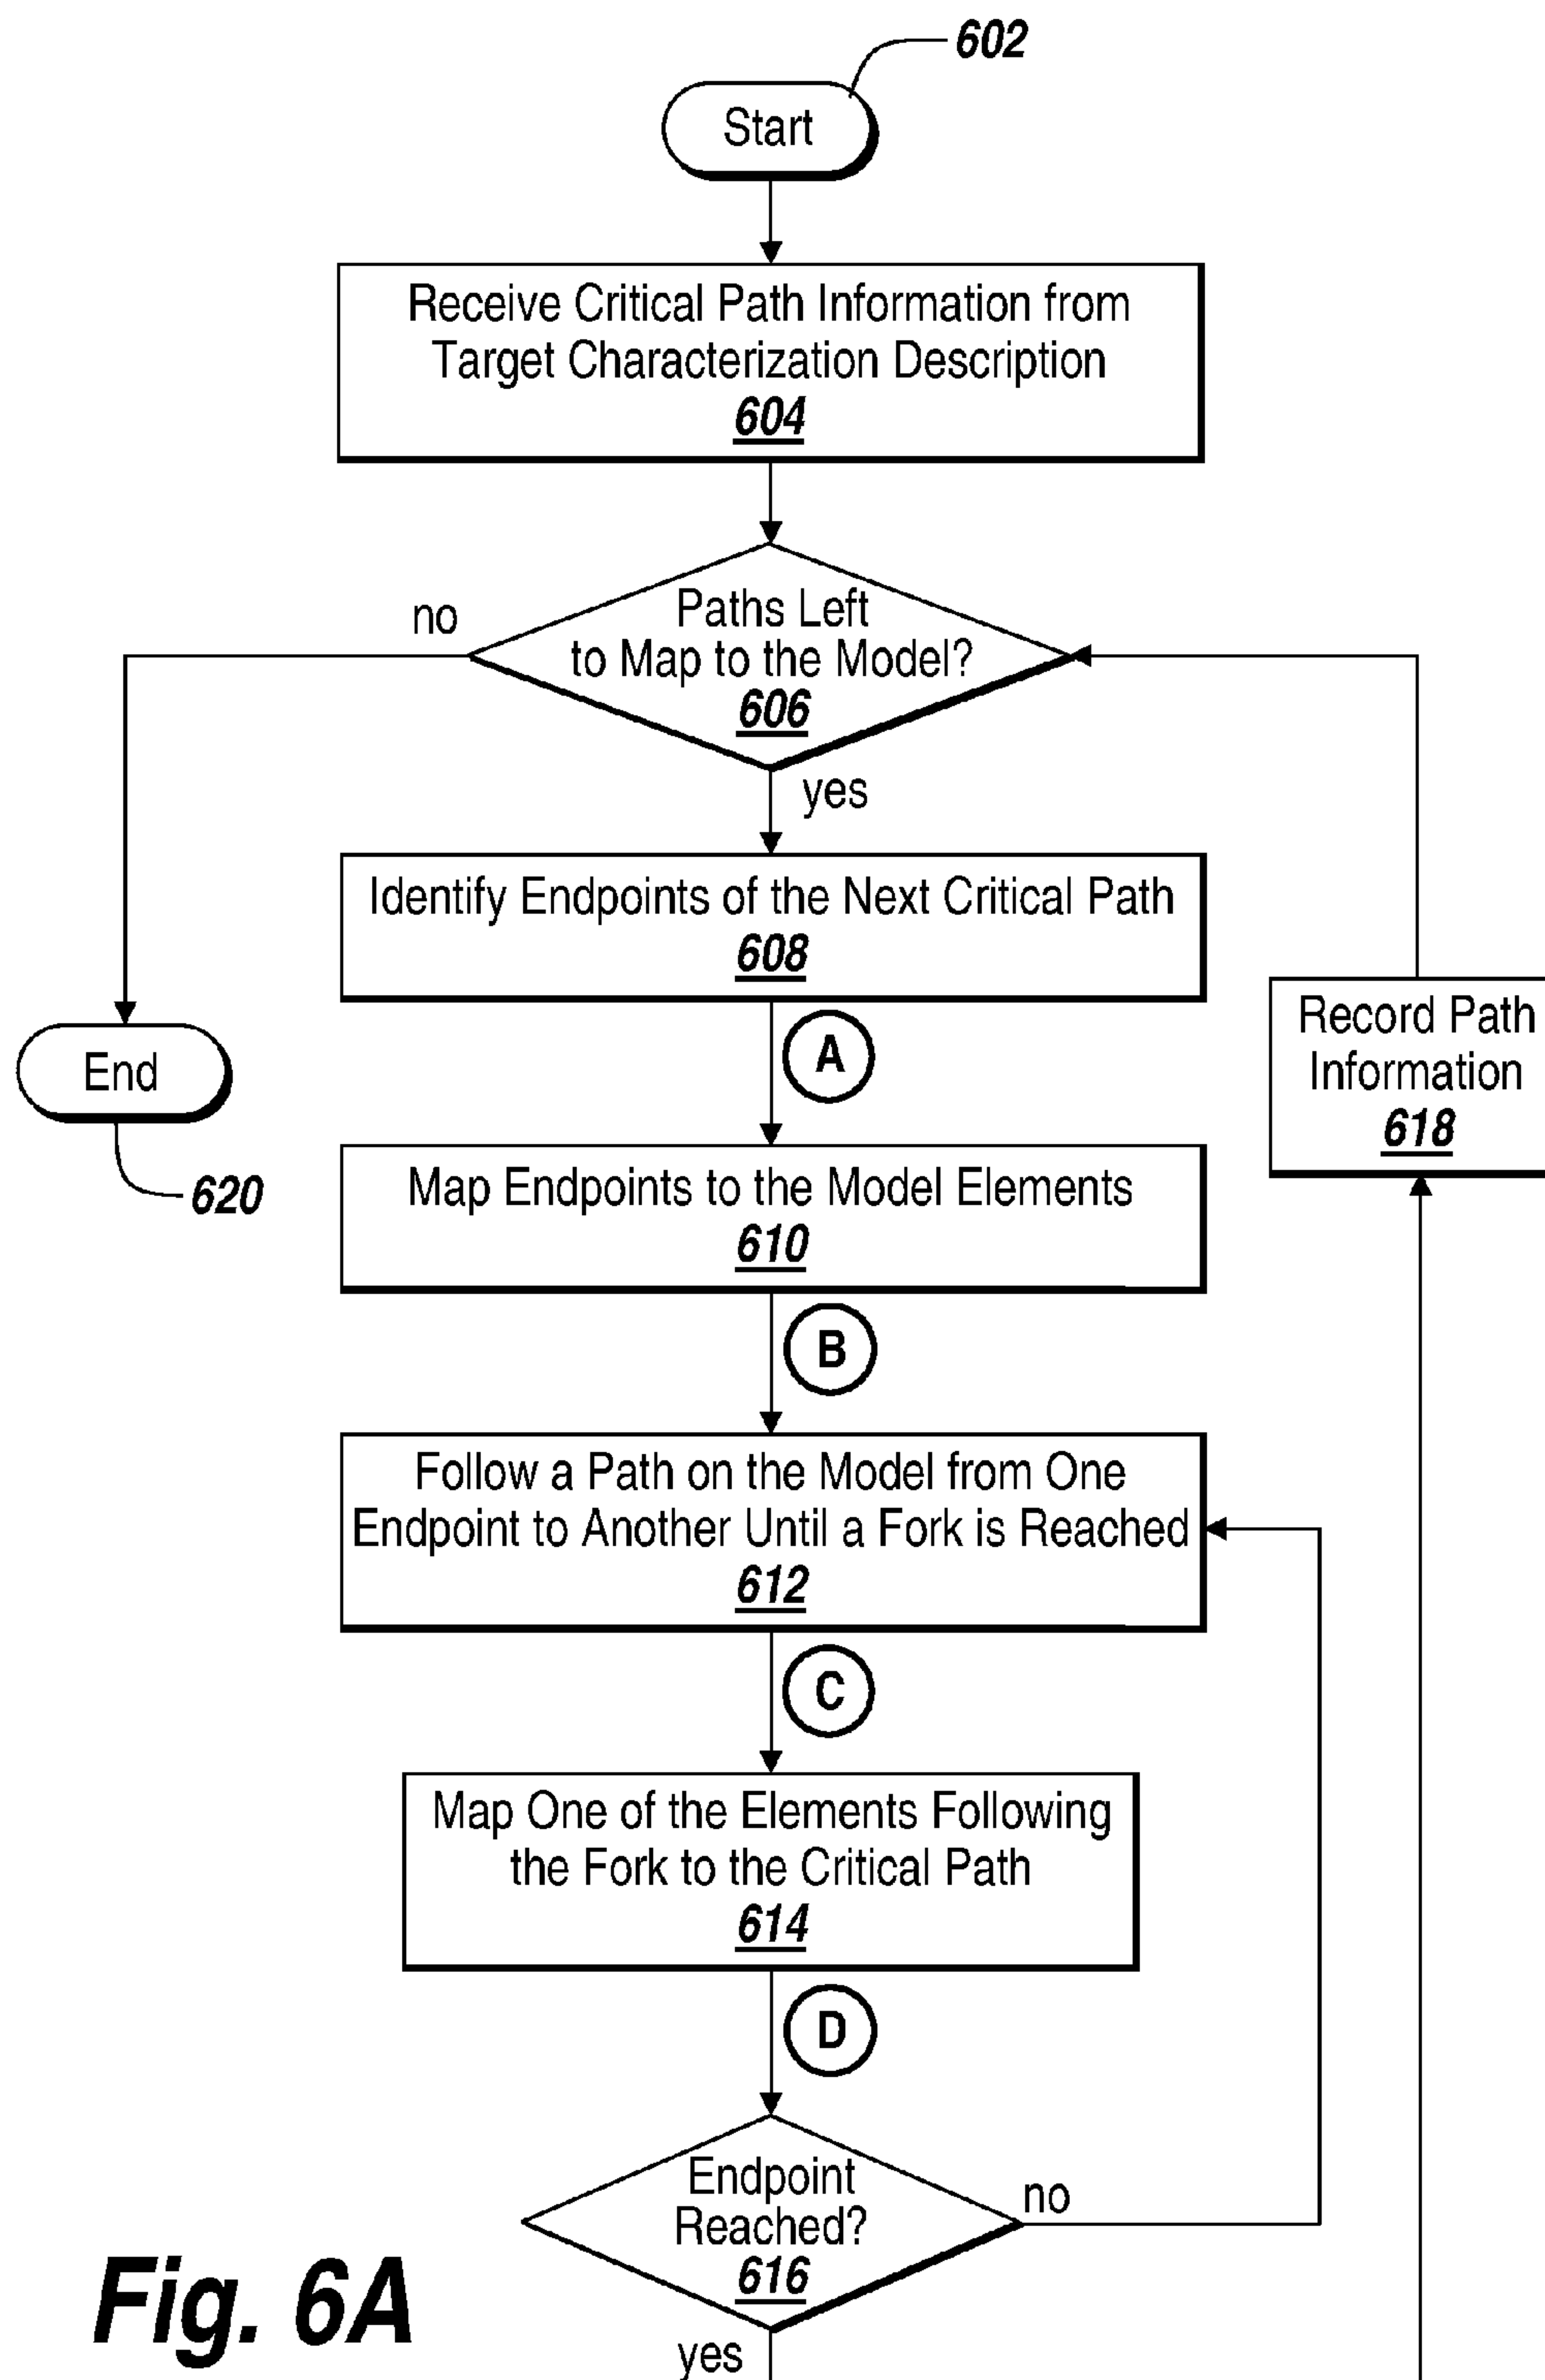 602
Start
Receive Critical Path Information from
Target Characterization Description
604
Paths Left
to Map to the Model?
606
no
yes
Identify Endpoints of the Next Critical Path
608
A
Record Path
Information
618
End
620
Map Endpoints to the Model Elements
610
B
Follow a Path on the Model from One
Endpoint to Another Until a Fork is Reached
612
C
Map One of the Elements Following
the Fork to the Critical Path
614
D
Endpoint
Reached?
616
no
yes
Fig. 6A